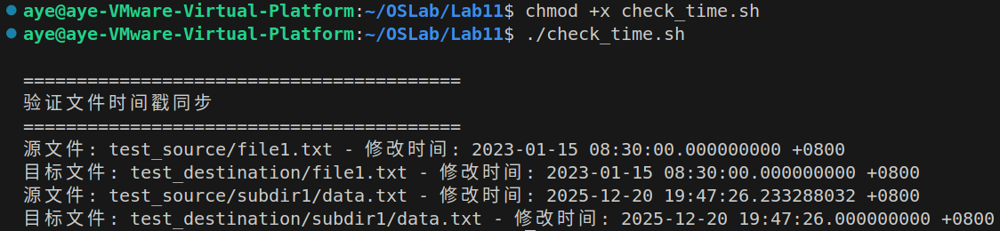 aye@aye-VMware-Virtual-Platform:~/OSLab/Lab11$ chmod +x check_time.sh
aye@aye-VMware-Virtual-Platform:~/OSLab/Lab11$ ./check_time.sh
=========================================
验证文件时间戳同步
=========================================
源文件: test_source/file1.txt - 修改时间: 2023-01-15 08:30:00.000000000 +0800
目标文件: test_destination/file1.txt - 修改时间: 2023-01-15 08:30:00.000000000 +0800
源文件: test_source/subdir1/data.txt - 修改时间: 2025-12-20 19:47:26.233288032 +0800
目标文件: test_destination/subdir1/data.txt - 修改时间: 2025-12-20 19:47:26.000000000 +0800